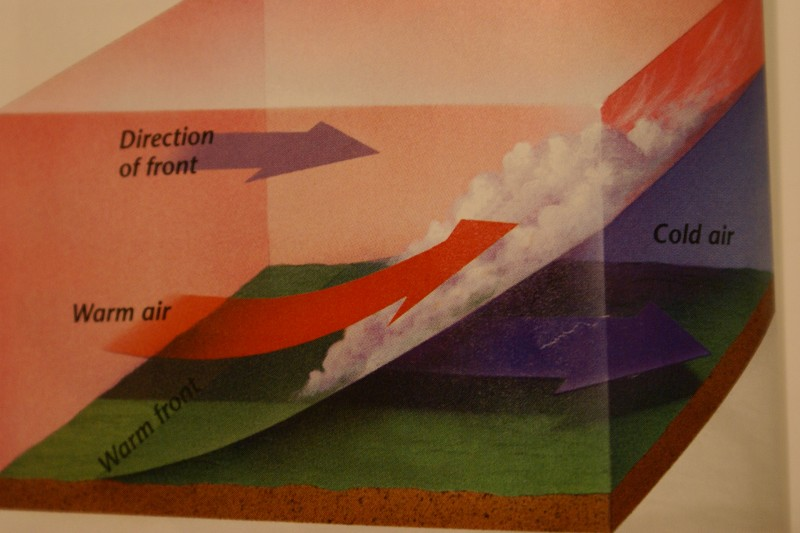 Direction
of front
Cold air
Warm air
Warm front